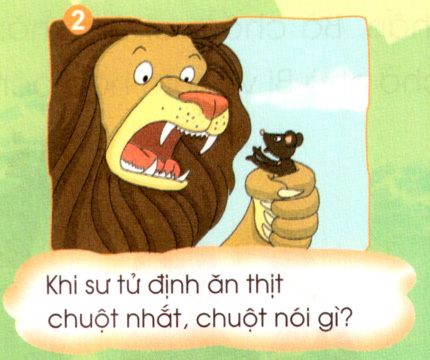 2
Khi sư tử định ăn thịt
chuột nhắt, chuột nói gì?